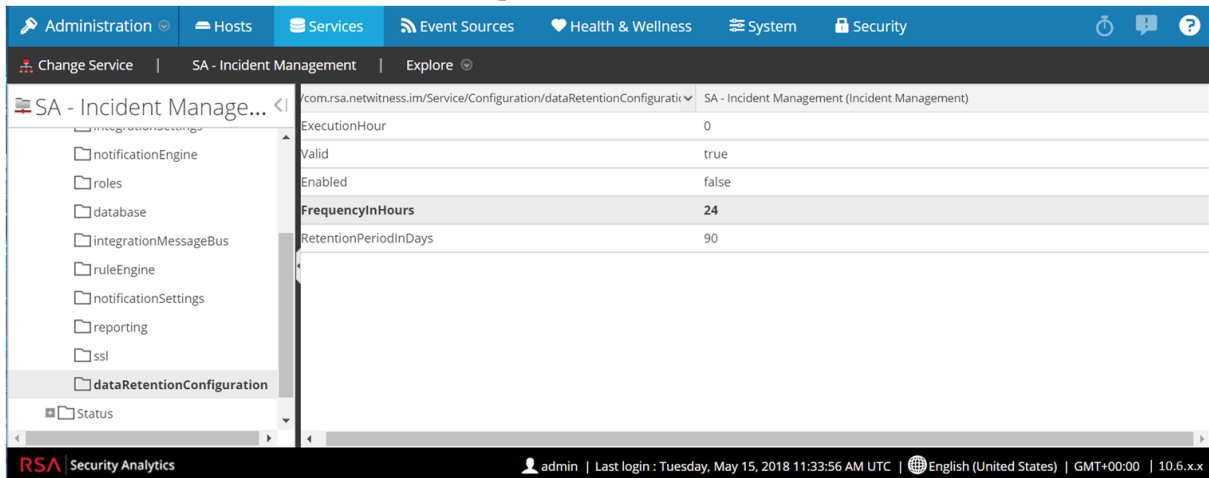 Administration Hosts Services Event Sources Health & Wellness System Security
Change Service | SA - Incident Management | Explore
SA - Incident Manage...
/com.rsa.netwitness.im/Service/Configuration/dataRetentionConfiguratic SA - Incident Management (Incident Management)
integrationSettings
ExecutionHour 0
notificationEngine
Valid true
roles
Enabled false
database
FrequencyInHours 24
integrationMessageBus
RetentionPeriodInDays 90
ruleEngine
notificationSettings
reporting
ssl
dataRetentionConfiguration
Status
RSA Security Analytics admin | Last login : Tuesday, May 15, 2018 11:33:56 AM UTC | English (United States) | GMT+00:00 | 10.6.x.x